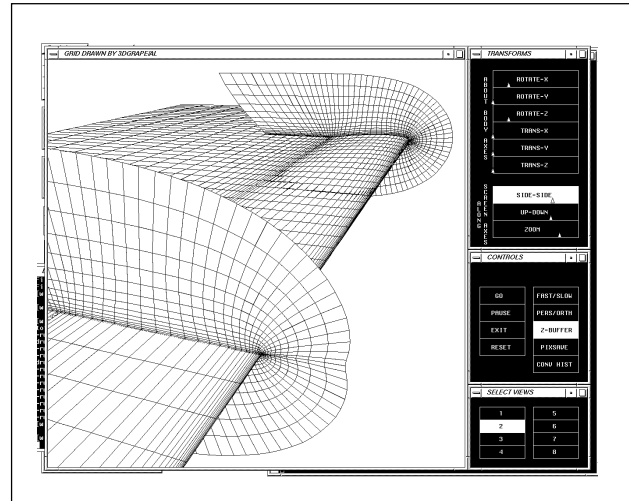 GRID DRAWN BY 3DGRAPE/AL
TRANSFORMS
ABOUT BODY AXES
ROTATE-X
ROTATE-Y
ROTATE-Z
TRANS-X
TRANS-Y
TRANS-Z
ALONG SCREEN AXES
SIDE-SIDE
UP-DOWN
ZOOM
CONTROLS
GO
FAST/SLOW
PAUSE
PERS/ORTH
EXIT
Z-BUFFER
RESET
PIXSAVE
CONV HIST
SELECT VIEWS
1
5
2
6
3
7
4
8